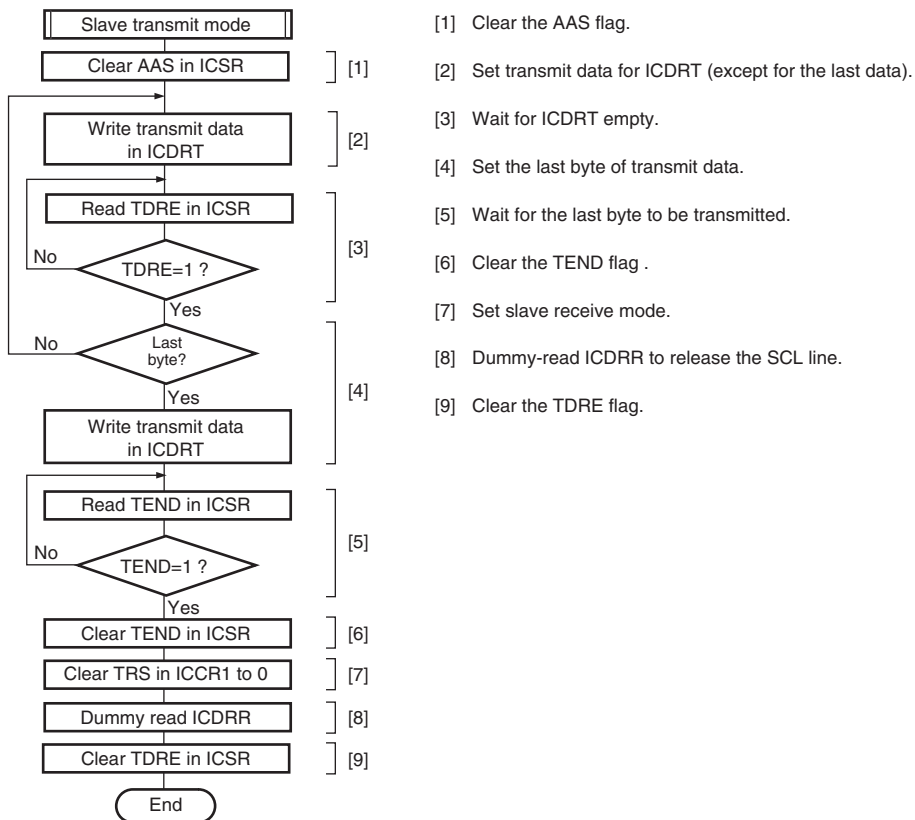 Slave transmit mode
Clear AAS in ICSR
[1]
Write transmit data
in ICDRT
[2]
Read TDRE in ICSR
[3]
No
TDRE=1 ?
Yes
No
Last
byte?
[4]
Yes
Write transmit data
in ICDRT
Read TEND in ICSR
[5]
No
TEND=1 ?
Yes
Clear TEND in ICSR
[6]
Clear TRS in ICCR1 to 0
[7]
Dummy read ICDRR
[8]
Clear TDRE in ICSR
[9]
End
[1] Clear the AAS flag.
[2] Set transmit data for ICDRT (except for the last data).
[3] Wait for ICDRT empty.
[4] Set the last byte of transmit data.
[5] Wait for the last byte to be transmitted.
[6] Clear the TEND flag .
[7] Set slave receive mode.
[8] Dummy-read ICDRR to release the SCL line.
[9] Clear the TDRE flag.